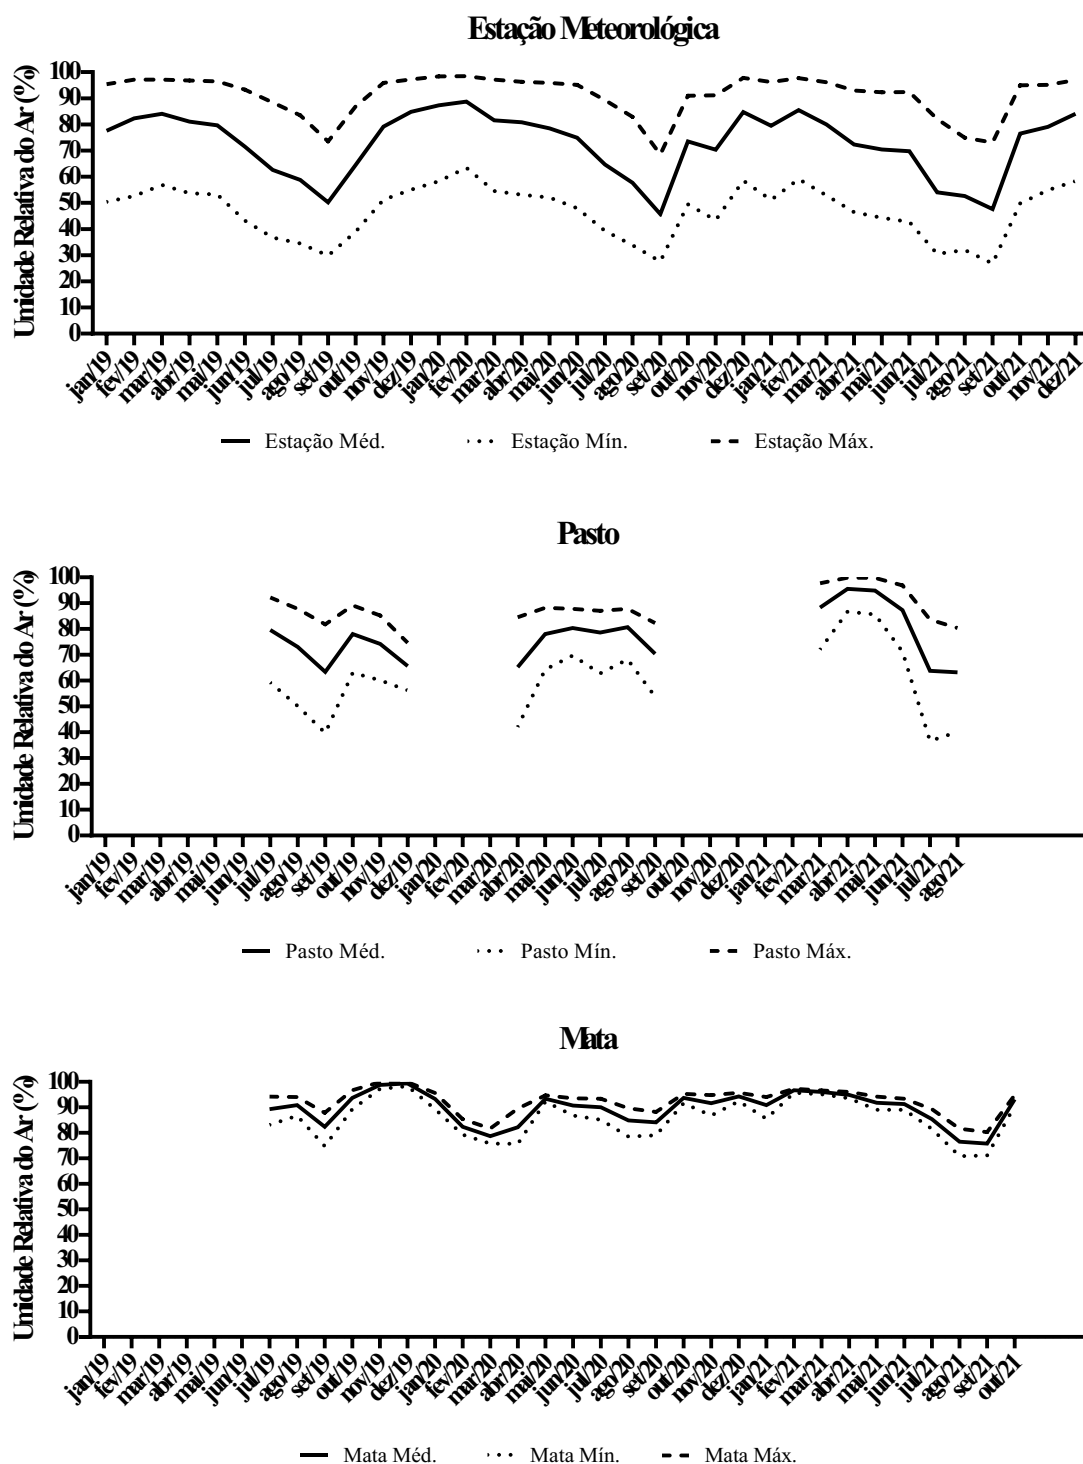 Estação Meteorológica
Umidade Relativa do Ar (%)
100
90
80
70
60
50
40
30
20
10
0
jan/19
fev/19
mar/19
abr/19
mai/19
jun/19
jul/19
ago/19
set/19
out/19
nov/19
dez/19
jan/20
fev/20
mar/20
abr/20
mai/20
jun/20
jul/20
ago/20
set/20
out/20
nov/20
dez/20
jan/21
fev/21
mar/21
abr/21
mai/21
jun/21
jul/21
ago/21
set/21
out/21
nov/21
dez/21
Estação Méd. Estação Mín. Estação Máx.
Pasto
Umidade Relativa do Ar (%)
100
90
80
70
60
50
40
30
20
10
0
jan/19
fev/19
mar/19
abr/19
mai/19
jun/19
jul/19
ago/19
set/19
out/19
nov/19
dez/19
jan/20
fev/20
mar/20
abr/20
mai/20
jun/20
jul/20
ago/20
set/20
out/20
nov/20
dez/20
jan/21
fev/21
mar/21
abr/21
mai/21
jun/21
jul/21
ago/21
Pasto Méd. Pasto Mín. Pasto Máx.
Mata
Umidade Relativa do Ar (%)
100
90
80
70
60
50
40
30
20
10
0
jan/19
fev/19
mar/19
abr/19
mai/19
jun/19
jul/19
ago/19
set/19
out/19
nov/19
dez/19
jan/20
fev/20
mar/20
abr/20
mai/20
jun/20
jul/20
ago/20
set/20
out/20
nov/20
dez/20
jan/21
fev/21
mar/21
abr/21
mai/21
jun/21
jul/21
ago/21
set/21
out/21
Mata Méd. Mata Mín. Mata Máx.